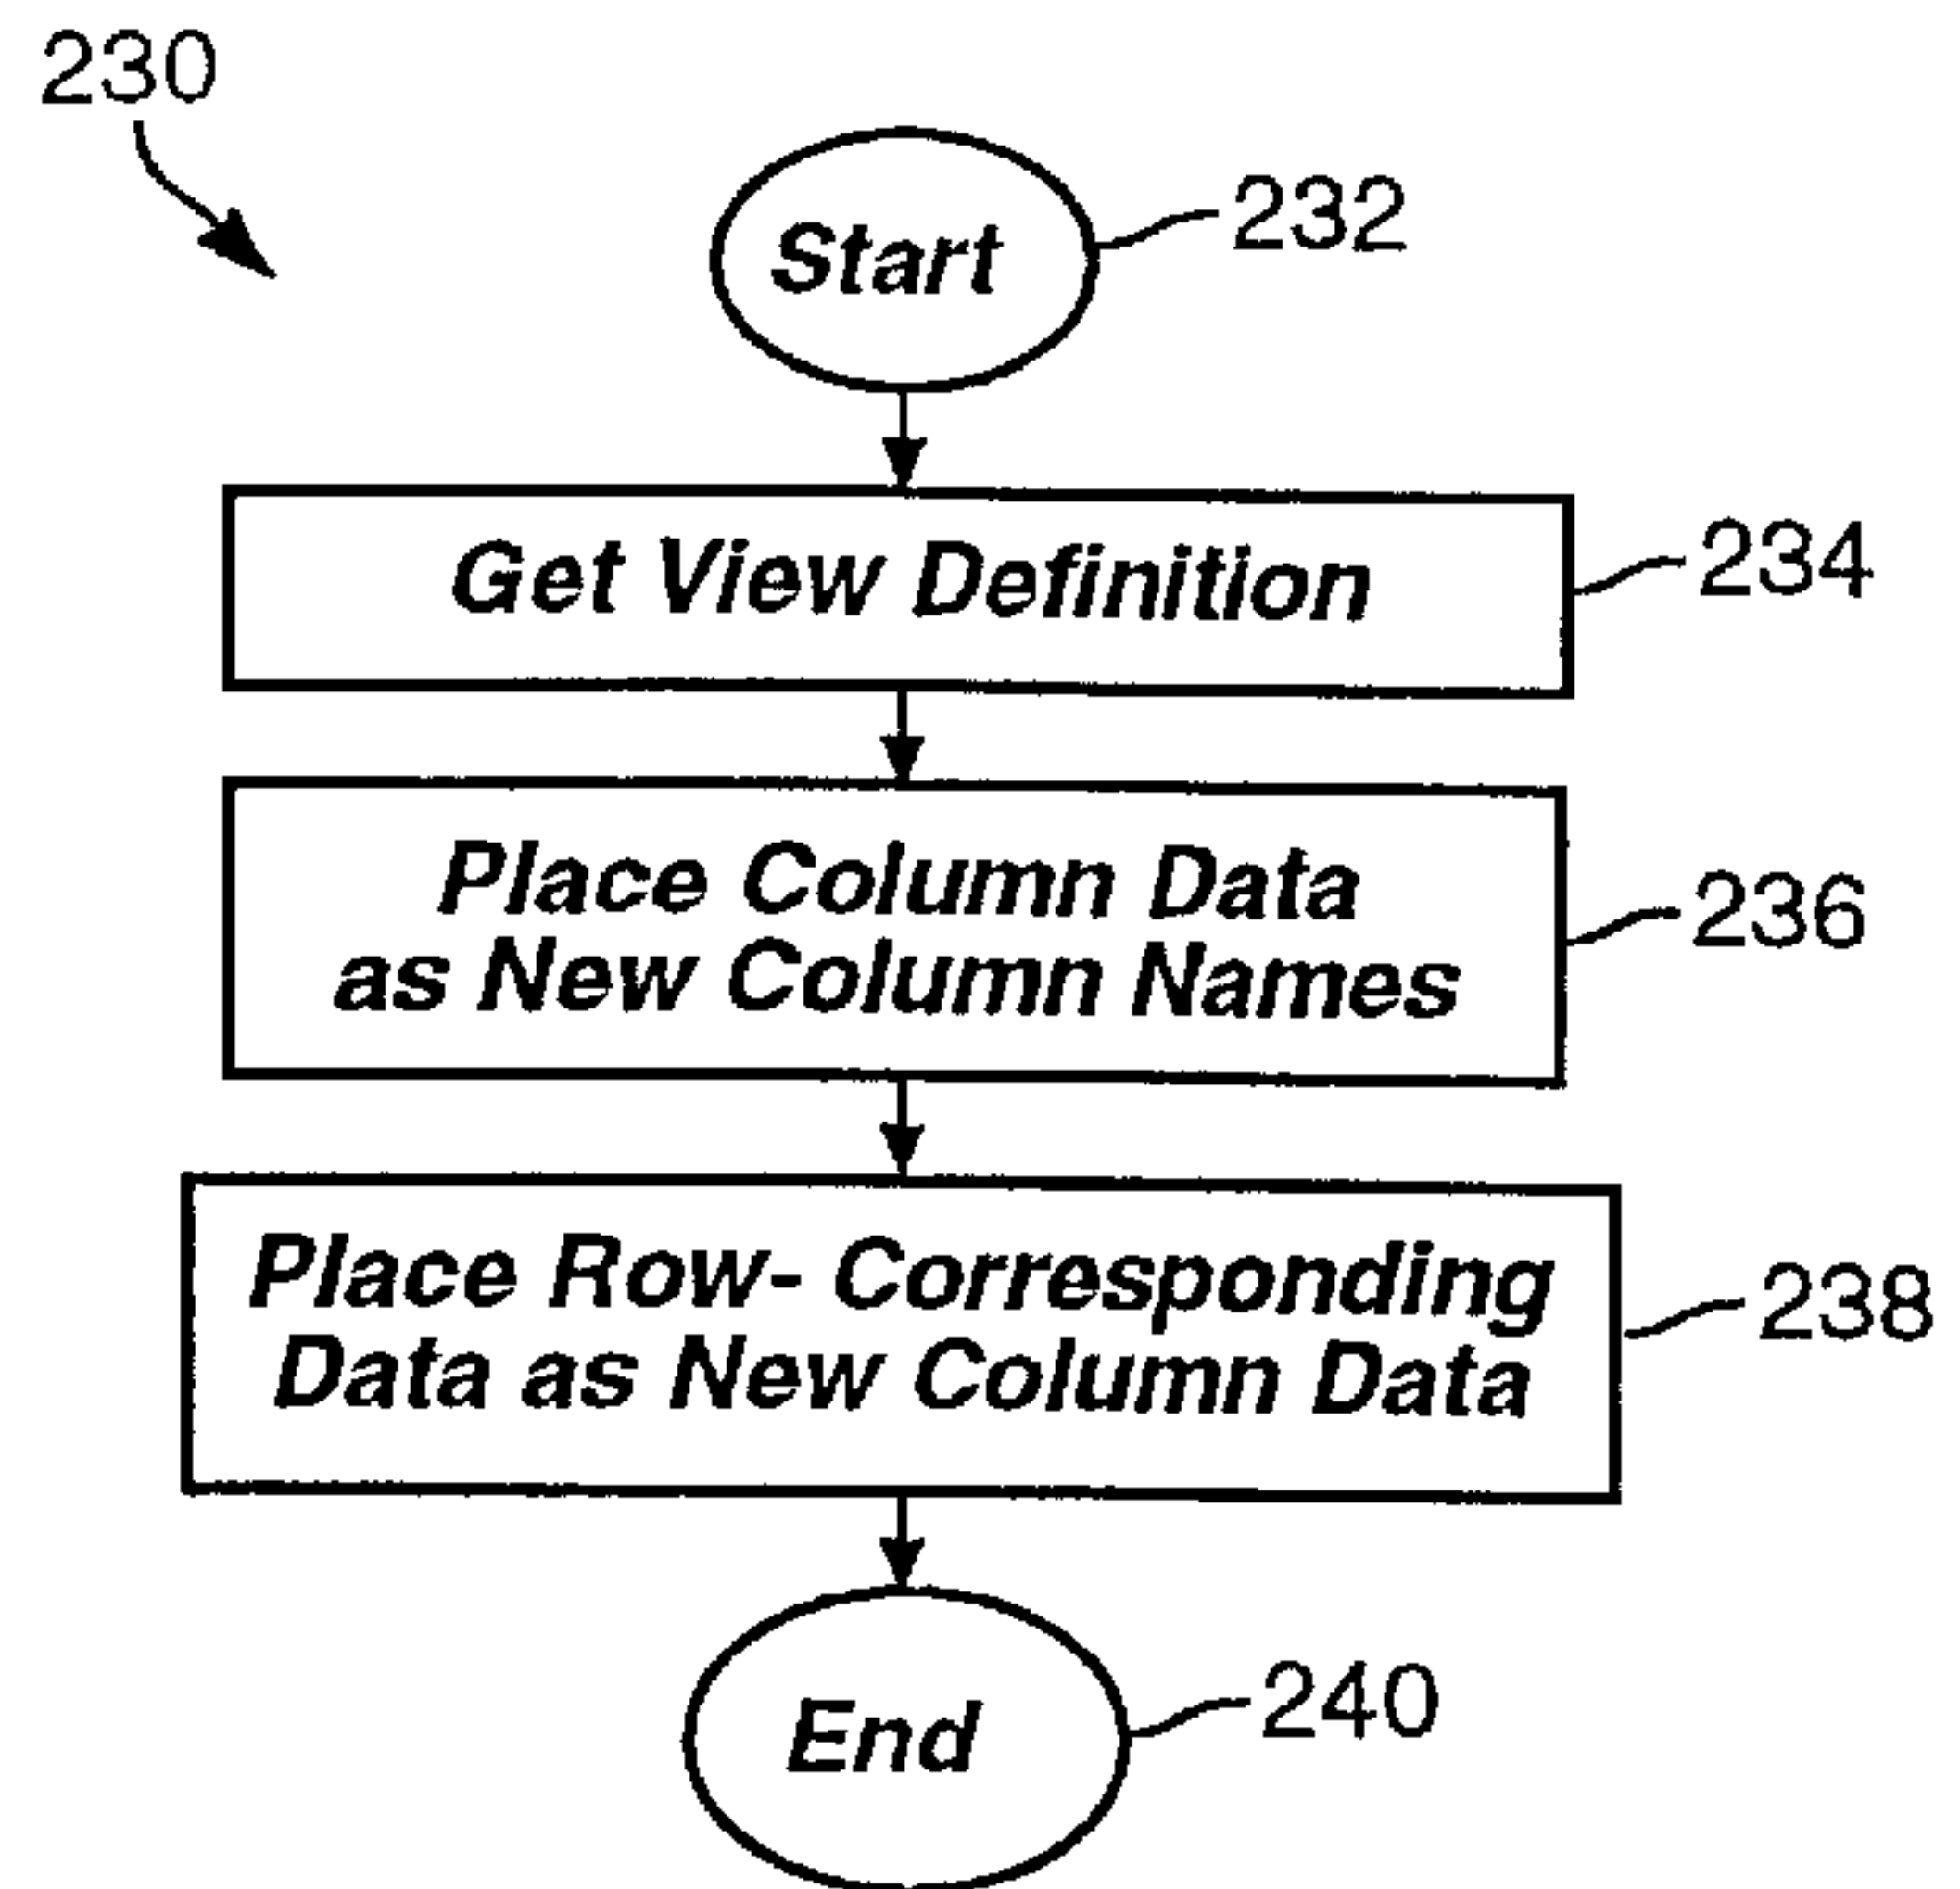 230
Start
232
Get View Definition
234
Place Column Data
as New Column Names
236
Place Row- Corresponding
Data as New Column Data
238
End
240